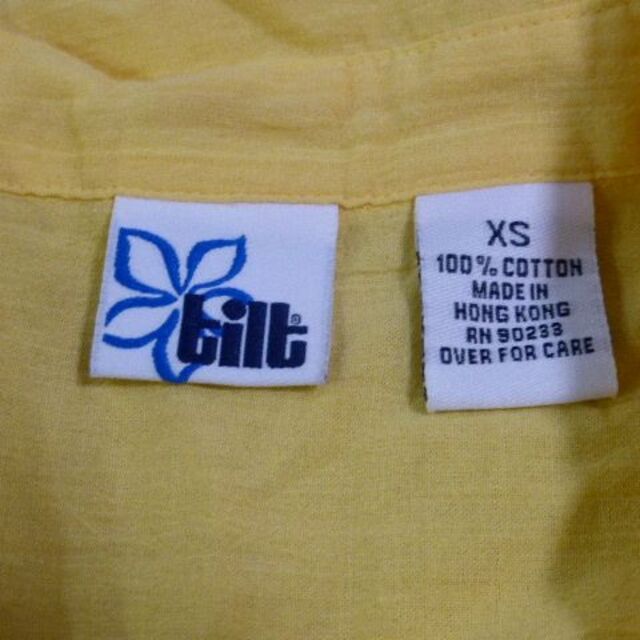 tilt®
XS
100% COTTON
MADE IN
HONG KONG
RN 90233
OVER FOR CARE